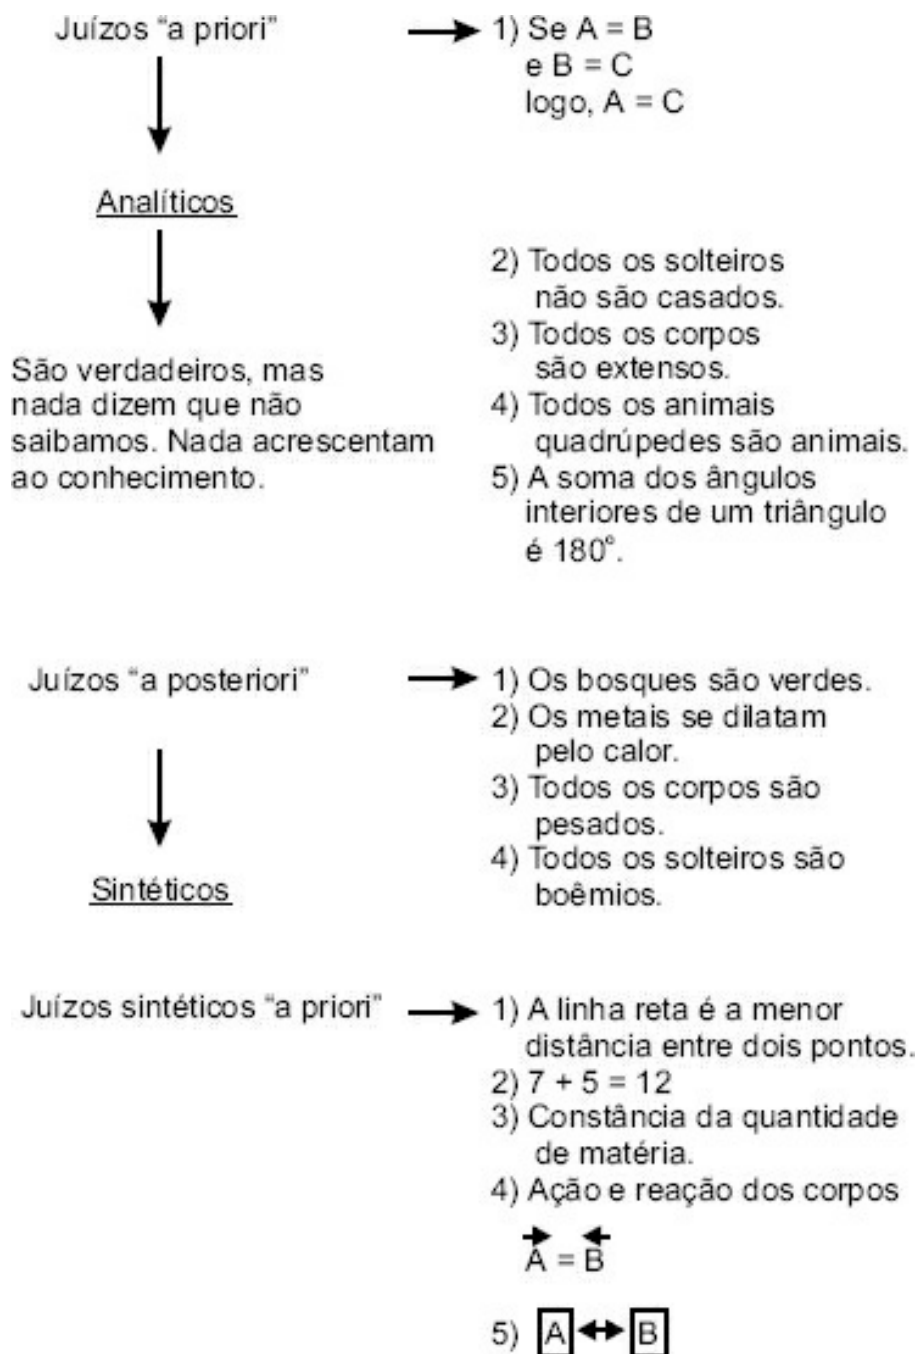 Juízos “a priori”
1) Se A = B
e B = C
logo, A = C
Analíticos
São verdadeiros, mas
nada dizem que não
saibamos. Nada acrescentam
ao conhecimento.
2) Todos os solteiros
não são casados.
3) Todos os corpos
são extensos.
4) Todos os animais
quadrúpedes são animais.
5) A soma dos ângulos
interiores de um triângulo
é 180°.
Juízos “a posteriori”
1) Os bosques são verdes.
2) Os metais se dilatam
pelo calor.
3) Todos os corpos são
pesados.
4) Todos os solteiros são
boêmios.
Sintéticos
Juízos sintéticos “a priori”
1) A linha reta é a menor
distância entre dois pontos.
2) 7 + 5 = 12
3) Constância da quantidade
de matéria.
4) Ação e reação dos corpos
A = B
5) A B